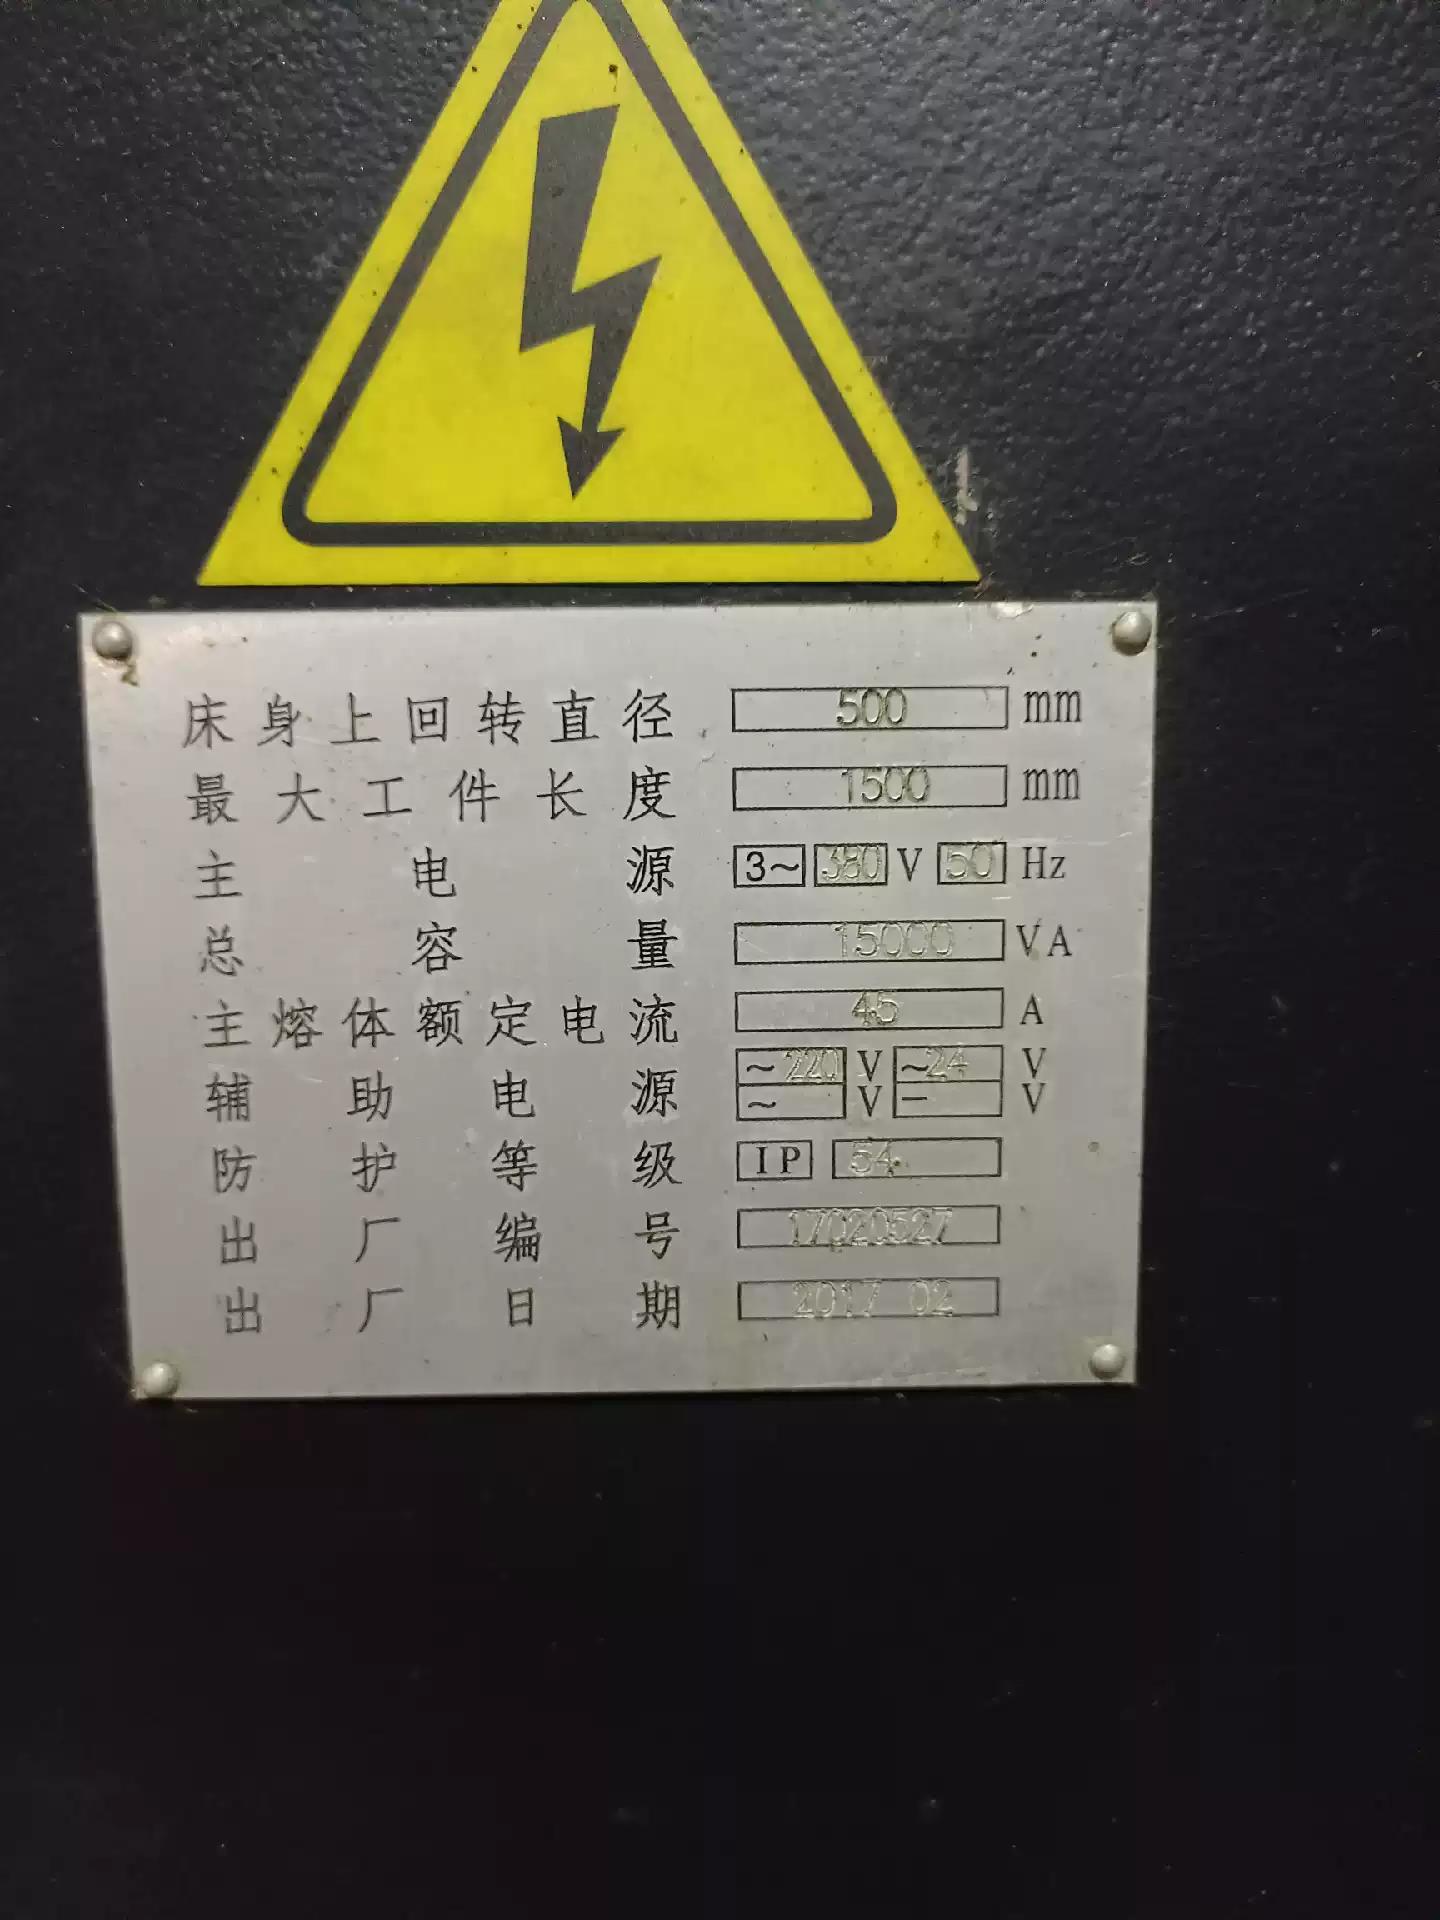 床身上回转直径 500 mm
最大工件长度 1500 mm
主电源 3~ 380 V 50 Hz
总容量 15000 VA
主熔体额定电流 45 A
辅助电源 ~220 V ~24 V
~ V — V
防护等级 IP 54
出厂编号 17020527
出厂日期 2017 02